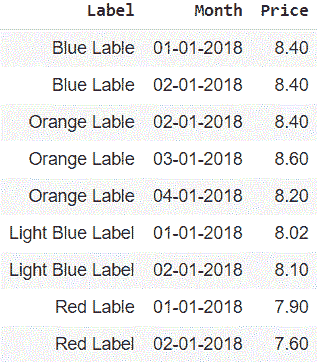 Label Month Price
Blue Lable 01-01-2018 8.40
Blue Lable 02-01-2018 8.40
Orange Lable 02-01-2018 8.40
Orange Lable 03-01-2018 8.60
Orange Lable 04-01-2018 8.20
Light Blue Label 01-01-2018 8.02
Light Blue Label 02-01-2018 8.10
Red Lable 01-01-2018 7.90
Red Label 02-01-2018 7.60